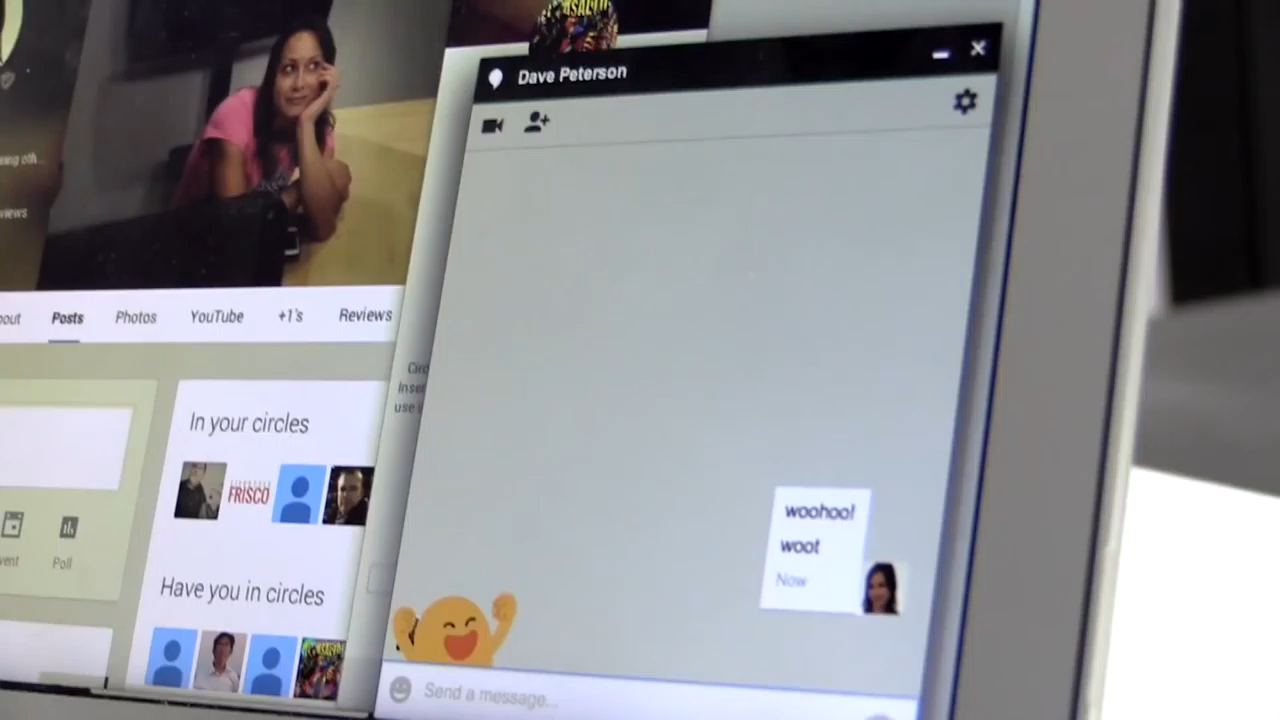 Dave Peterson
views
Posts
Photos
YouTube
+1's
Reviews
In your circles
FRISCO
Poll
Have you in circles
woohoo!
woot
Now
Send a message...